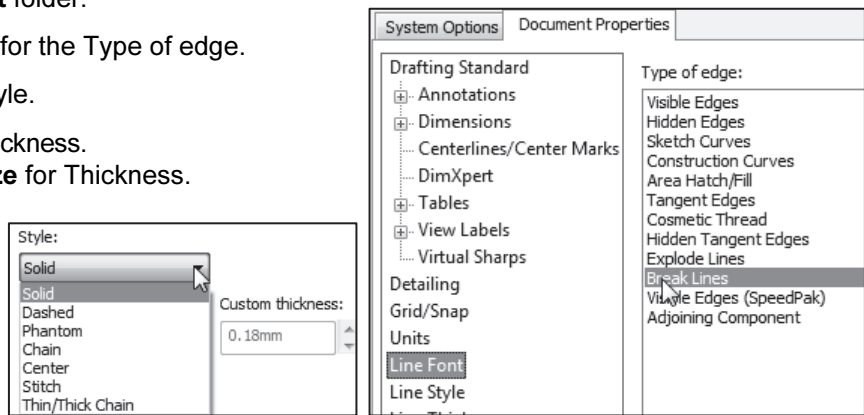 t folder.
for the Type of edge.
yle.
ickness.
ze for Thickness.
Style:
Solid
Solid
Dashed
Phantom
Chain
Center
Stitch
Thin/Thick Chain
Custom thickness:
0.18mm
System Options
Document Properties
Drafting Standard
Annotations
Dimensions
Centerlines/Center Marks
DimXpert
Tables
View Labels
Virtual Sharps
Detailing
Grid/Snap
Units
Line Font
Line Style
Type of edge:
Visible Edges
Hidden Edges
Sketch Curves
Construction Curves
Area Hatch/Fill
Tangent Edges
Cosmetic Thread
Hidden Tangent Edges
Explode Lines
Break Lines
Visible Edges (SpeedPak)
Adjoining Component